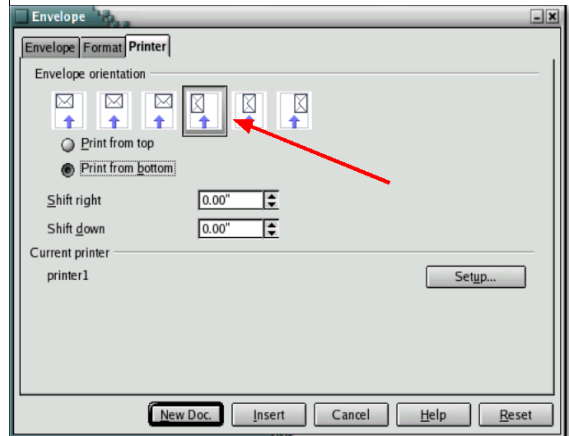 Envelope
Envelope Format Printer
Envelope orientation
Print from top
Print from bottom
Shift right 0.00"
Shift down 0.00"
Current printer
printer1 Setup...
New Doc. Insert Cancel Help Reset